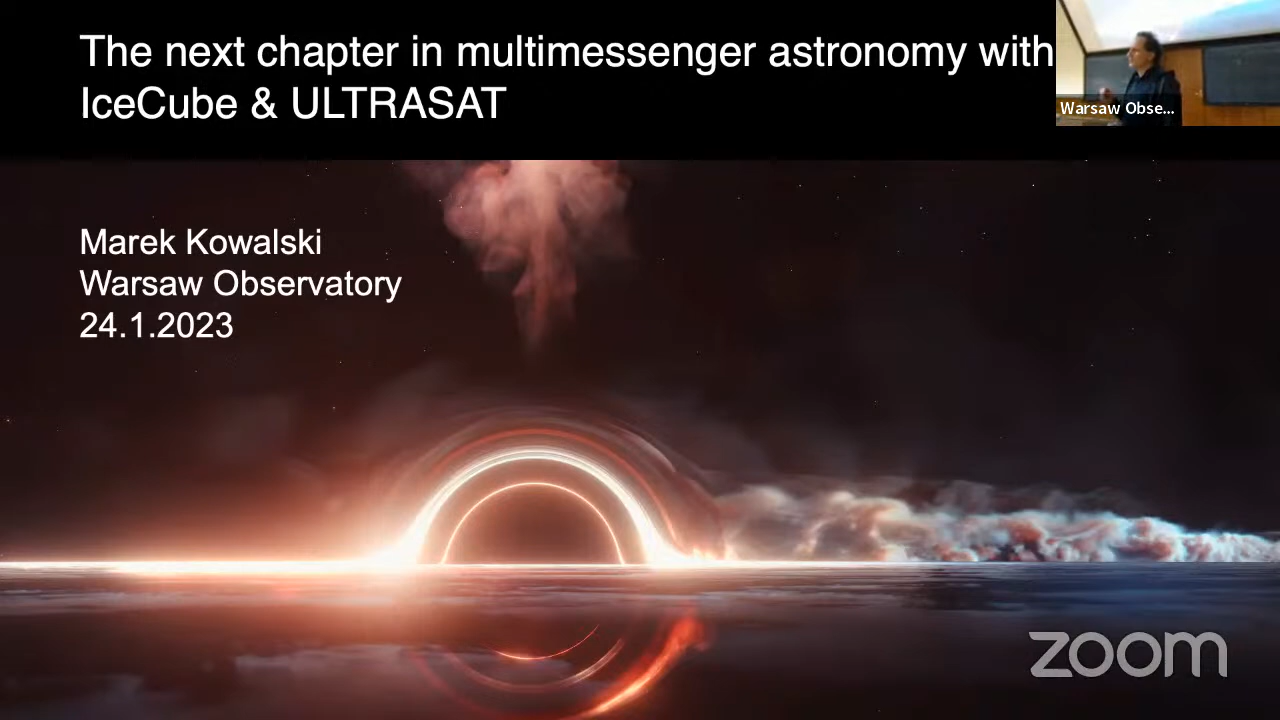 The next chapter in multimessenger astronomy with
IceCube & ULTRASAT
Warsaw Obse...
Marek Kowalski
Warsaw Observatory
24.1.2023
zoom